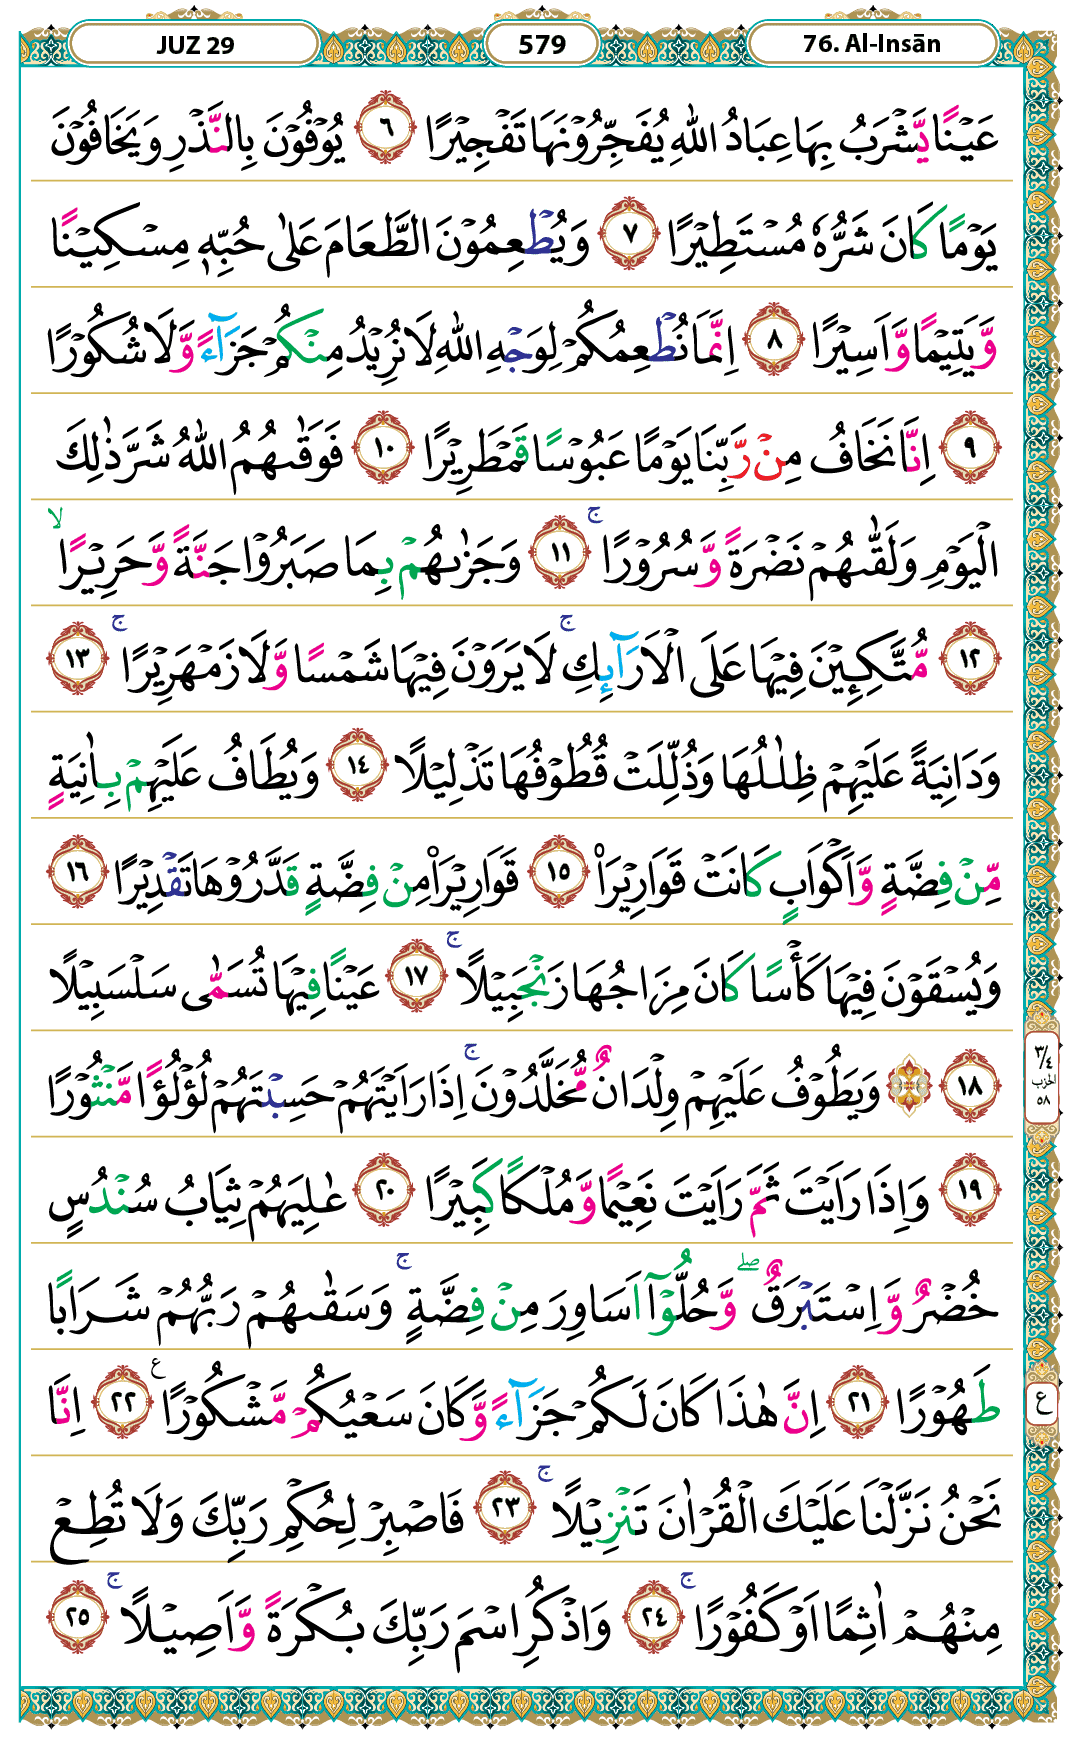 JUZ 29 579 76. Al-Insān
عَيْنًا يَّشْرَبُ بِهَا عِبَادُ اللّٰهِ يُفَجِّرُوْنَهَا تَفْجِيْرًا ٦ يُوْفُوْنَ بِالنَّذْرِ وَيَخَافُوْنَ
يَوْمًا كَانَ شَرُّهٗ مُسْتَطِيْرًا ٧ وَيُطْعِمُوْنَ الطَّعَامَ عَلٰى حُبِّهٖ مِسْكِيْنًا
وَّيَتِيْمًا وَّاَسِيْرًا ٨ اِنَّمَا نُطْعِمُكُمْ لِوَجْهِ اللّٰهِ لَا نُرِيْدُ مِنْكُمْ جَزَآءً وَّلَا شُكُوْرًا
٩ اِنَّا نَخَافُ مِنْ رَّبِّنَا يَوْمًا عَبُوْسًا قَمْطَرِيْرًا ١٠ فَوَقٰىهُمُ اللّٰهُ شَرَّ ذٰلِكَ
الْيَوْمِ وَلَقّٰىهُمْ نَضْرَةً وَّسُرُوْرًا ۚ ١١ وَجَزٰىهُمْ بِمَا صَبَرُوْا جَنَّةً وَّحَرِيْرًا ۙ
١٢ مُّتَّكِـِٕيْنَ فِيْهَا عَلَى الْاَرَآئِكِ ۚ لَا يَرَوْنَ فِيْهَا شَمْسًا وَّلَا زَمْهَرِيْرًا ۚ ١٣
وَدَانِيَةً عَلَيْهِمْ ظِلٰلُهَا وَذُلِّلَتْ قُطُوْفُهَا تَذْلِيْلًا ١٤ وَيُطَافُ عَلَيْهِمْ بِاٰنِيَةٍ
مِّنْ فِضَّةٍ وَّاَكْوَابٍ كَانَتْ قَوَارِيْرَا۠ ١٥ قَوَارِيْرَا۟ مِنْ فِضَّةٍ قَدَّرُوْهَا تَقْدِيْرًا ١٦
وَيُسْقَوْنَ فِيْهَا كَأْسًا كَانَ مِزَاجُهَا زَنْجَبِيْلًا ۚ ١٧ عَيْنًا فِيْهَا تُسَمّٰى سَلْسَبِيْلًا
١٨ ۞ وَيَطُوْفُ عَلَيْهِمْ وِلْدَانٌ مُّخَلَّدُوْنَ ۚ اِذَا رَاَيْتَهُمْ حَسِبْتَهُمْ لُؤْلُؤًا مَّنْثُوْرًا
٣/٤ الحزب ٥٨
١٩ وَاِذَا رَاَيْتَ ثَمَّ رَاَيْتَ نَعِيْمًا وَّمُلْكًا كَبِيْرًا ٢٠ عٰلِيَهُمْ ثِيَابُ سُنْدُسٍ
خُضْرٌ وَّاِسْتَبْرَقٌ ۖ وَّحُلُّوْٓا اَسَاوِرَ مِنْ فِضَّةٍ ۚ وَسَقٰىهُمْ رَبُّهُمْ شَرَابًا
طَهُوْرًا ٢١ اِنَّ هٰذَا كَانَ لَكُمْ جَزَآءً وَّكَانَ سَعْيُكُمْ مَّشْكُوْرًا ع ٢٢ اِنَّا
ع
نَحْنُ نَزَّلْنَا عَلَيْكَ الْقُرْاٰنَ تَنْزِيْلًا ۚ ٢٣ فَاصْبِرْ لِحُكْمِ رَبِّكَ وَلَا تُطِعْ
مِنْهُمْ اٰثِمًا اَوْ كَفُوْرًا ۚ ٢٤ وَاذْكُرِ اسْمَ رَبِّكَ بُكْرَةً وَّاَصِيْلًا ۚ ٢٥